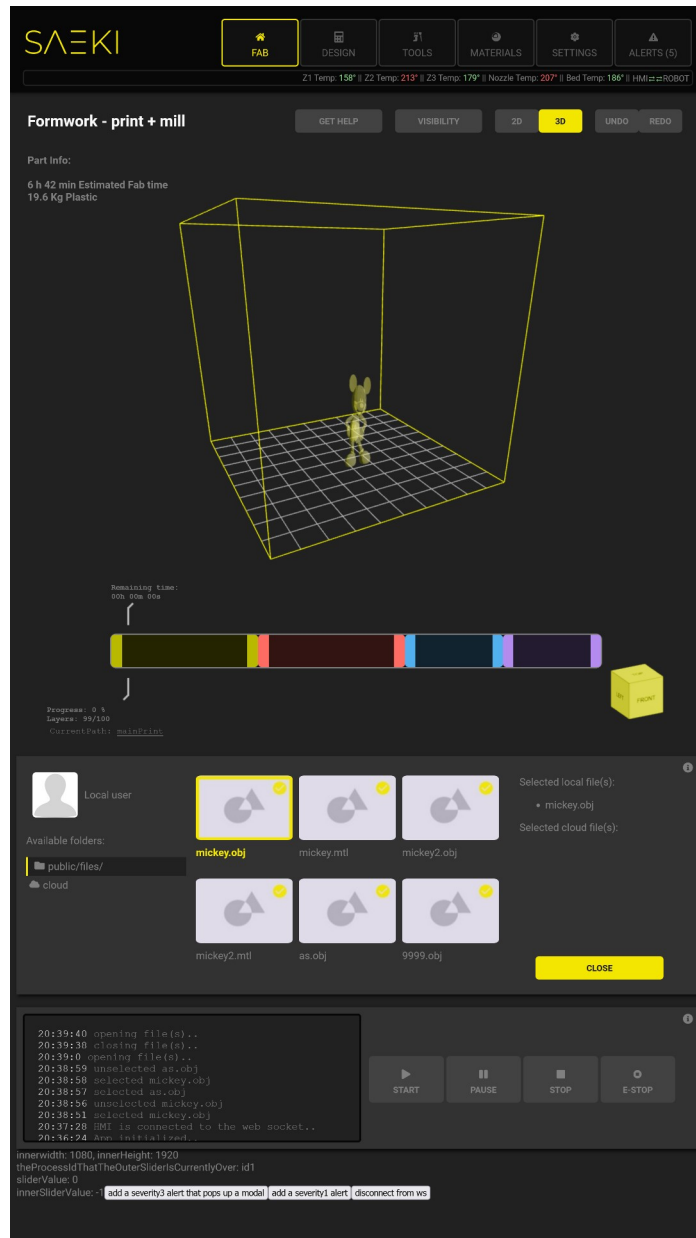 SΛΞKI
FAB
DESIGN
TOOLS
MATERIALS
SETTINGS
ALERTS (5)
Z1 Temp: 158° || Z2 Temp: 213° || Z3 Temp: 179° || Nozzle Temp: 207° || Bed Temp: 186° || HMI⇄⇄ROBOT
Formwork - print + mill
GET HELP
VISIBILITY
2D
3D
UNDO
REDO
Part Info:
6 h 42 min Estimated Fab time
19.6 Kg Plastic
Remaining time:
00h 00m 00s
FRONT
Progress: 0 %
Layers: 99/100
CurrentPath: mainPrint
Local user
Available folders:
public/files/
cloud
mickey.obj
mickey.mtl
mickey2.obj
mickey2.mtl
as.obj
9999.obj
Selected local file(s):
• mickey.obj
Selected cloud file(s):
CLOSE
20:39:40 opening file(s)..
20:39:38 closing file(s)..
20:39:0 opening file(s)..
20:38:59 unselected as.obj
20:38:58 selected mickey.obj
20:38:57 selected as.obj
20:38:56 unselected mickey.obj
20:38:51 selected mickey.obj
20:37:28 HMI is connected to the web socket..
20:36:24 App initialized..
START
PAUSE
STOP
E-STOP
innerwidth: 1080, innerHeight: 1920
theProcessIdThatTheOuterSliderIsCurrentlyOver: id1
sliderValue: 0
innerSliderValue: -1 add a severity3 alert that pops up a modal add a severity1 alert disconnect from ws